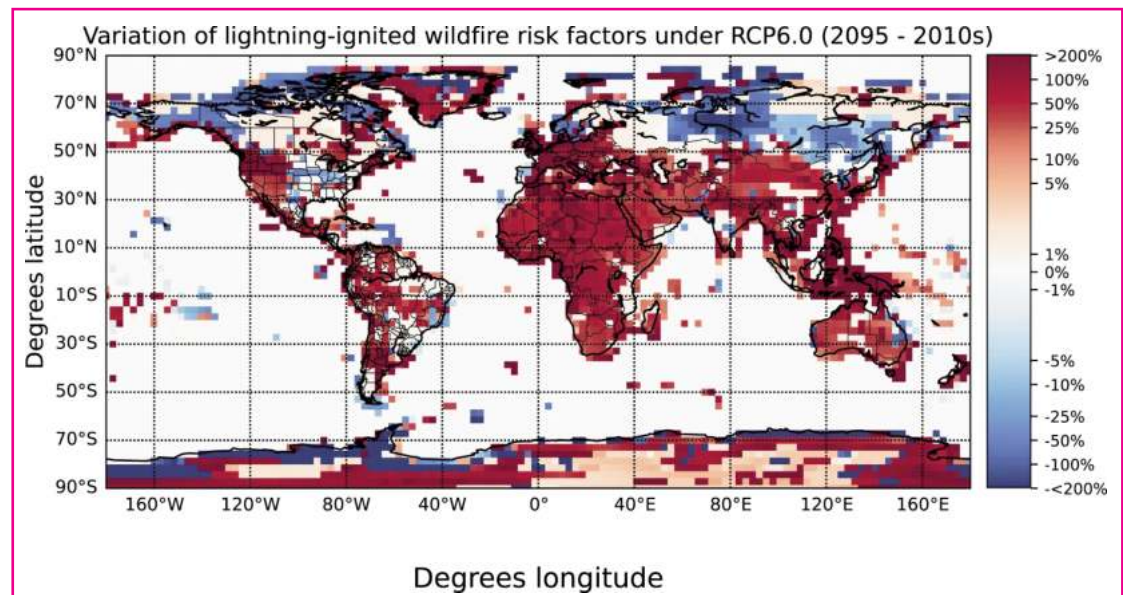 Variation of lightning-ignited wildfire risk factors under RCP6.0 (2095 - 2010s)
90°N
70°N
50°N
30°N
10°N
10°S
30°S
50°S
70°S
90°S
Degrees latitude
160°W 120°W 80°W 40°W 0° 40°E 80°E 120°E 160°E
Degrees longitude
>200%
100%
50%
25%
10%
5%
1%
0%
-1%
-5%
-10%
-25%
-50%
-100%
-<200%